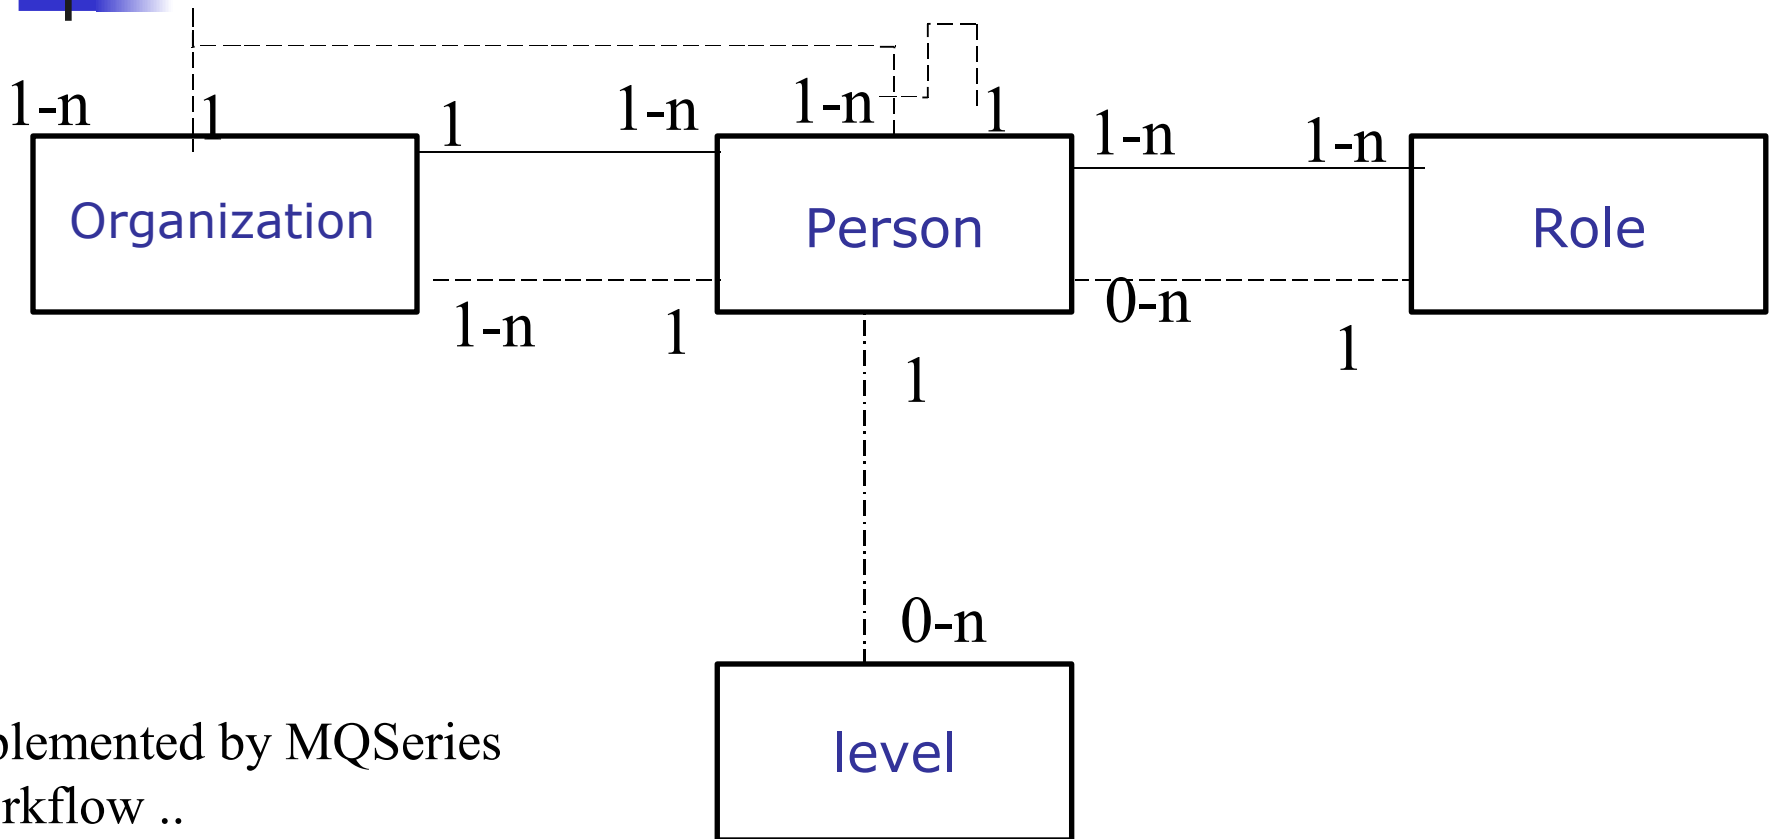 1-n
1
1
1-n
1-n
1
1-n
1-n
Organization
Person
Role
1-n
1
0-n
1
1
0-n
plemented by MQSeries
level
rkflow ..